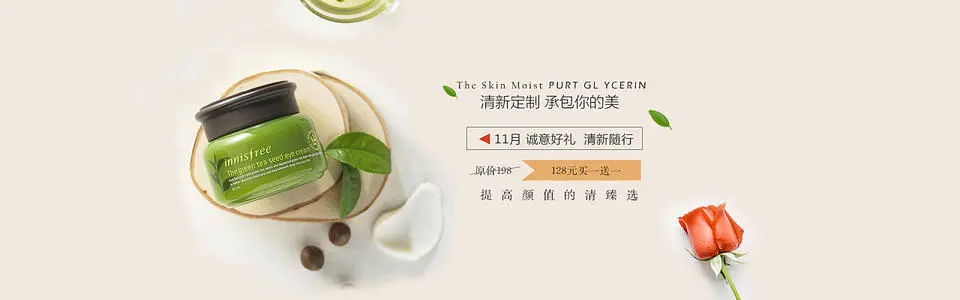 innisfree
The green tea seed eye cream
The Skin Moist PURT GL YCERIN
清新定制 承包你的美
11月 诚意好礼 清新随行
原价198
128元买一送一
提高颜值的清臻选